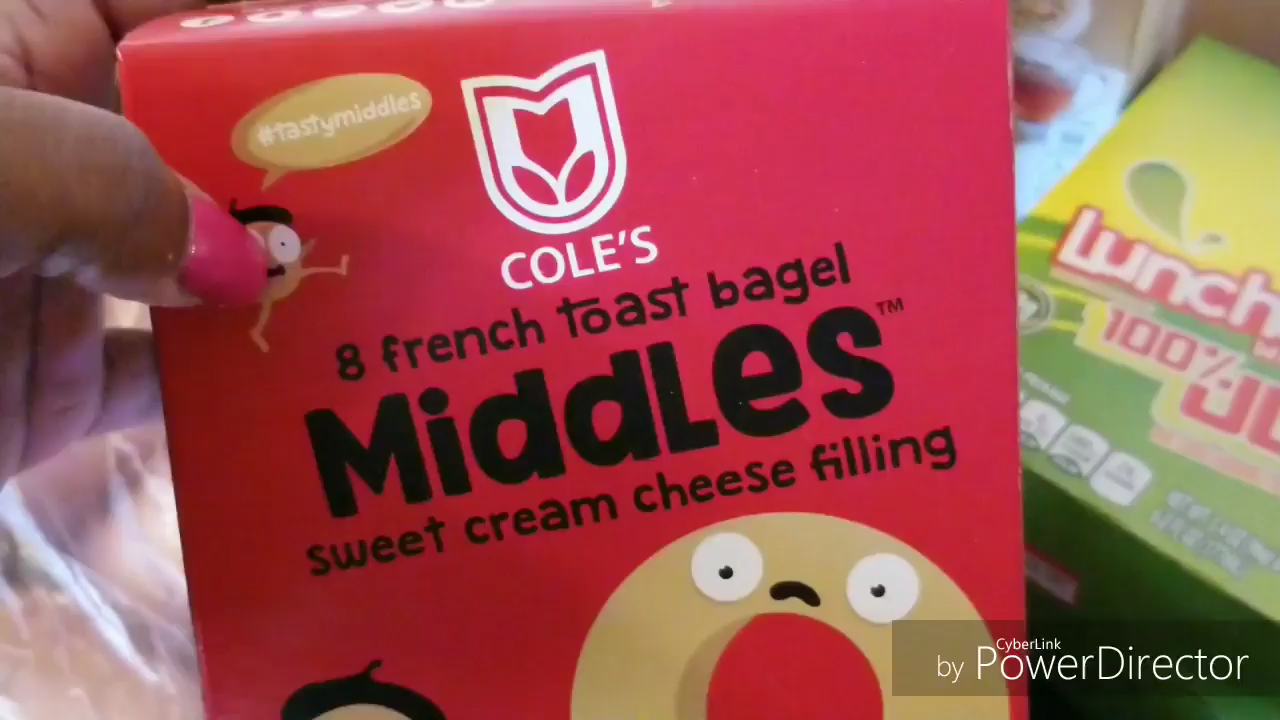 #tastymiddles
COLE'S
8 french toast bagel
Middles™
sweet cream cheese filling
Lunch
100%
CyberLink
by PowerDirector